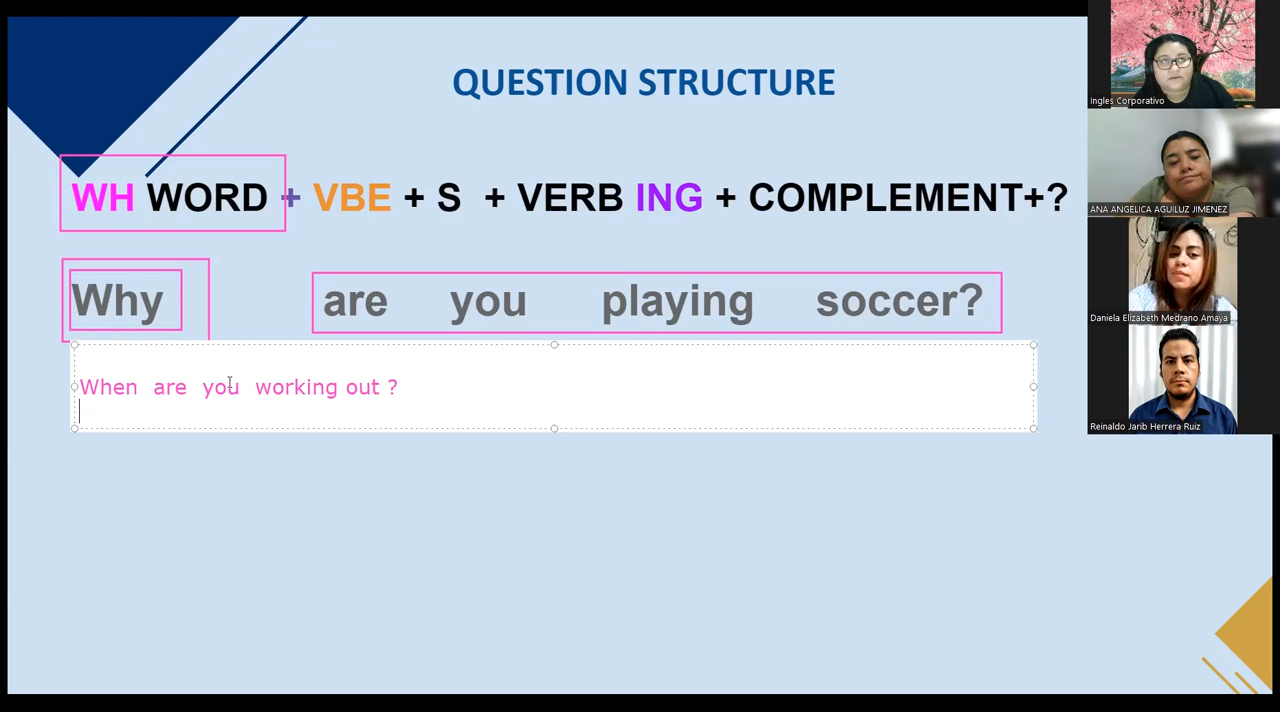 QUESTION STRUCTURE
WH WORD + VBE + S + VERB ING + COMPLEMENT+?
Why are you playing soccer?
When are you working out ?
Ingles Corporativo
ANA ANGELICA AGUILUZ JIMENEZ
Daniela Elizabeth Medrano Amaya
Reinaldo Jarib Herrera Ruiz